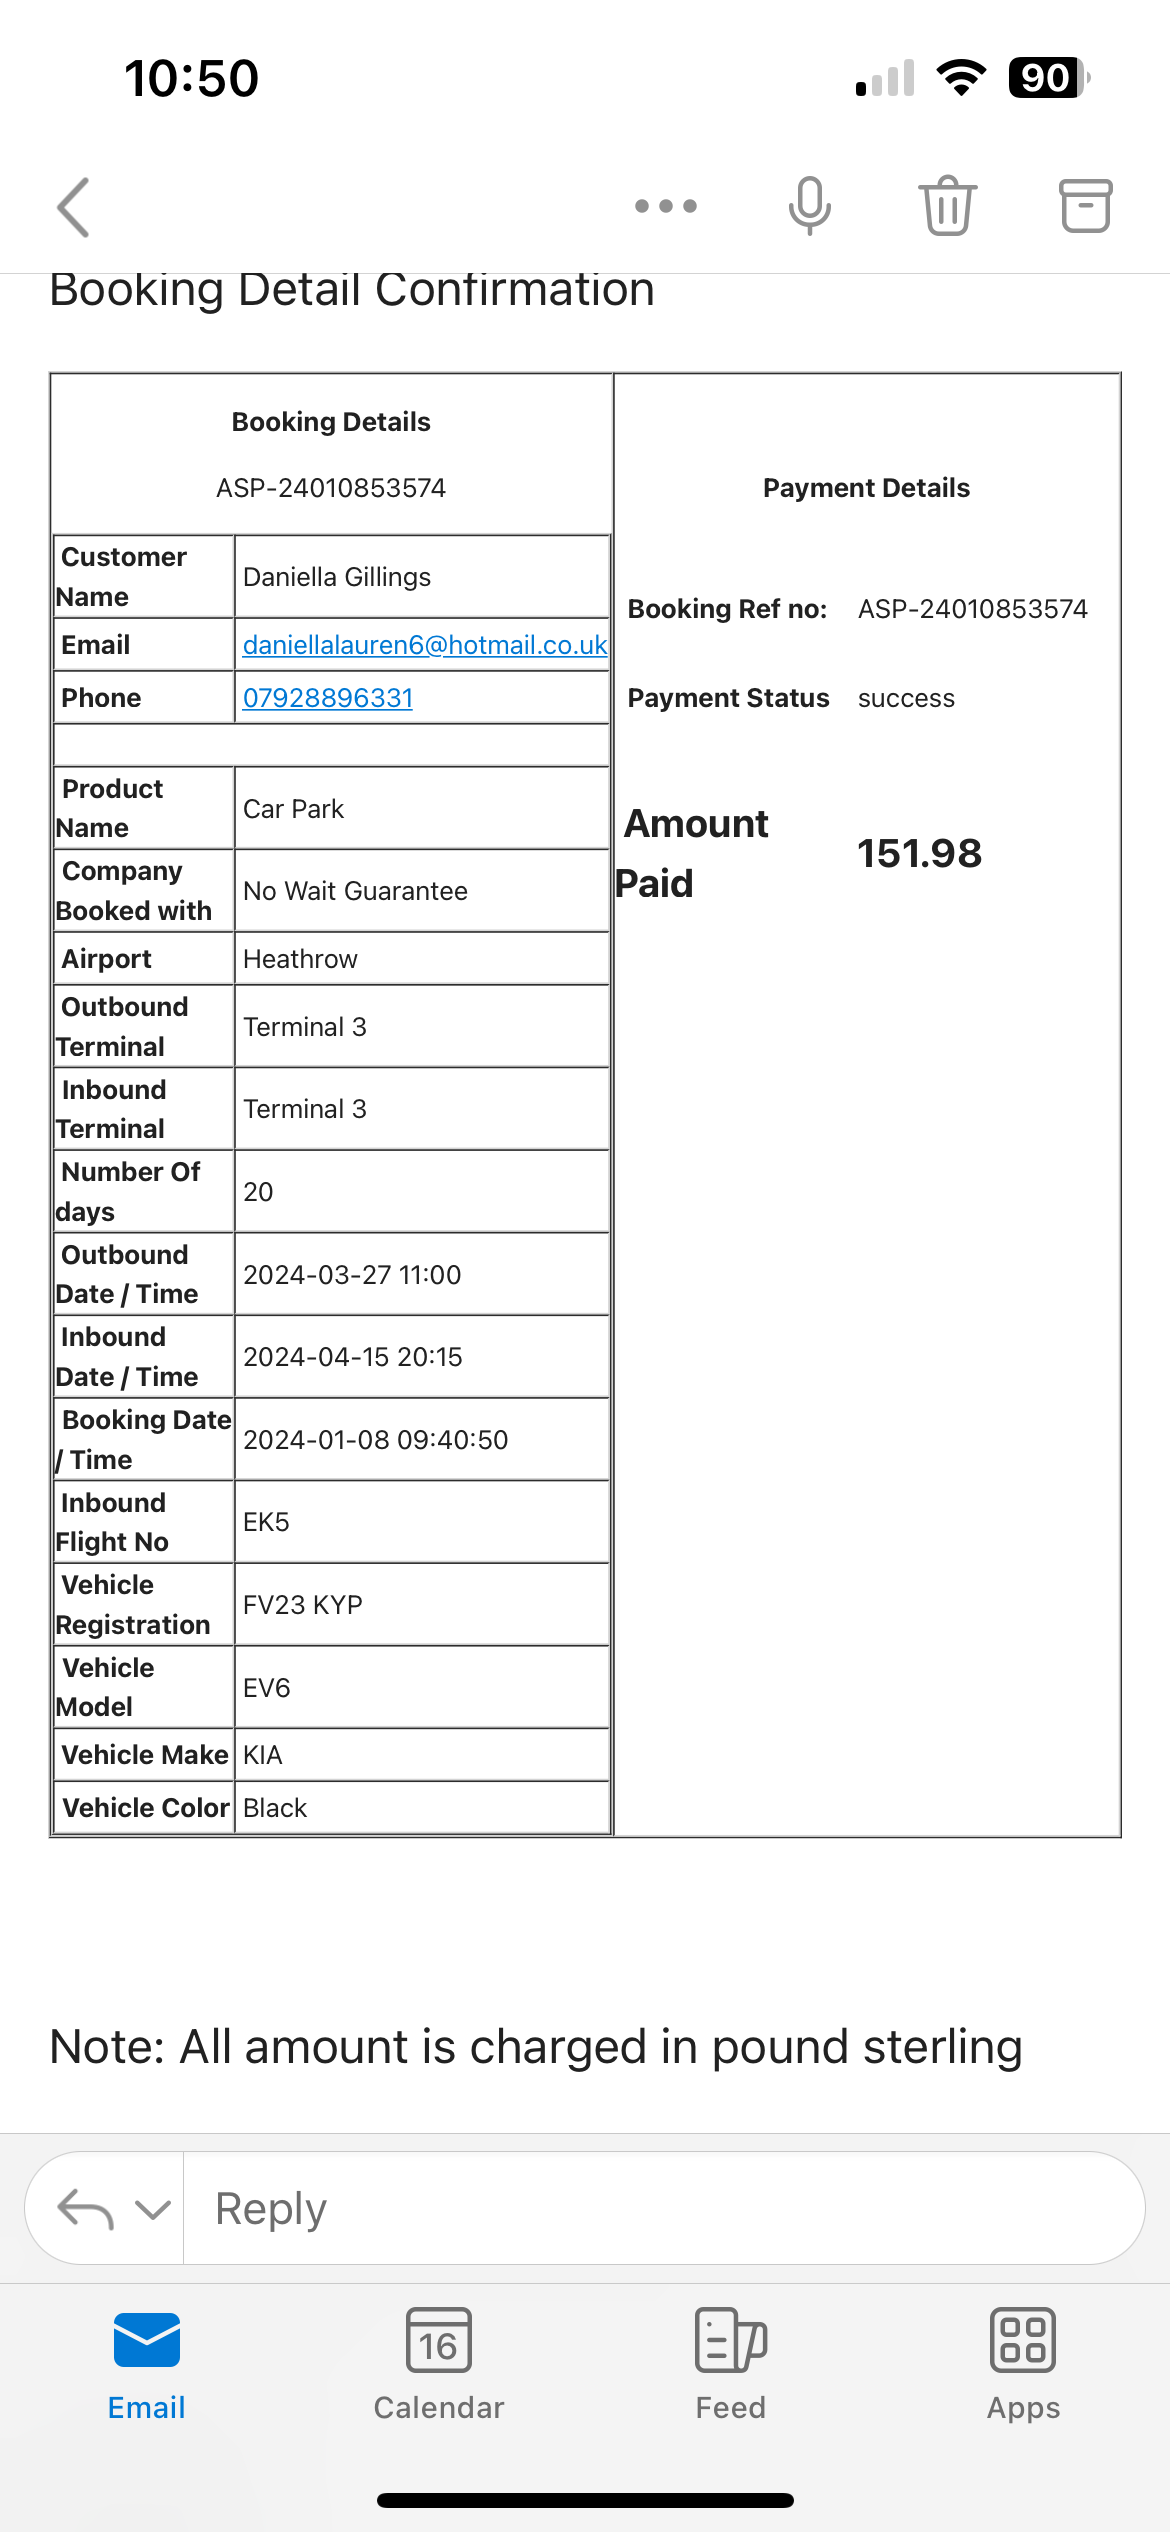 10:50
90
Booking Detail Confirmation
Booking Details
ASP-24010853574
Customer
Name
Daniella Gillings
Email
daniellalauren6@hotmail.co.uk
Phone
07928896331
Product
Name
Car Park
Company
Booked with
No Wait Guarantee
Airport
Heathrow
Outbound
Terminal
Terminal 3
Inbound
Terminal
Terminal 3
Number Of
days
20
Outbound
Date / Time
2024-03-27 11:00
Inbound
Date / Time
2024-04-15 20:15
Booking Date
/ Time
2024-01-08 09:40:50
Inbound
Flight No
EK5
Vehicle
Registration
FV23 KYP
Vehicle
Model
EV6
Vehicle Make
KIA
Vehicle Color
Black
Payment Details
Booking Ref no: ASP-24010853574
Payment Status success
Amount
Paid
151.98
Note: All amount is charged in pound sterling
Reply
16
Email
Calendar
Feed
Apps